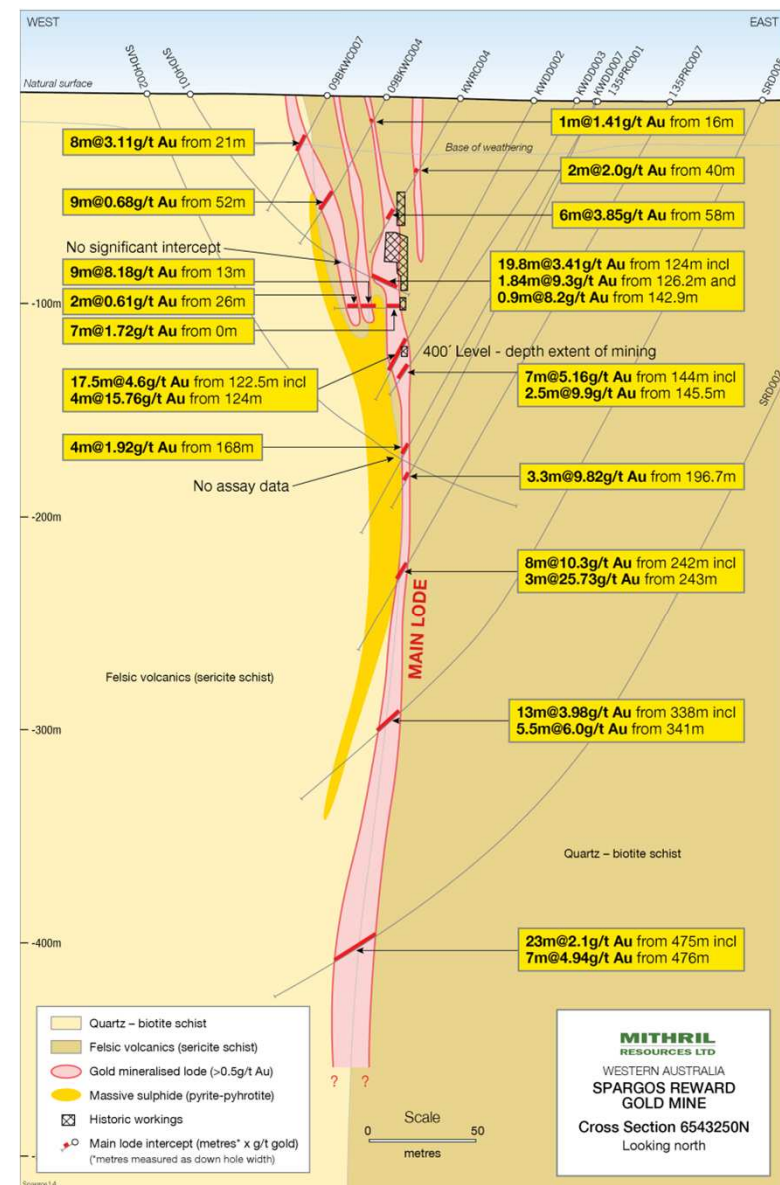 WEST
EAST
SVDH002
SVDH001
09BKWC007
09BKWC004
KWRC004
KWDD002
KWDD003
KWDD007
135PRC001
135PRC007
SRD006
Natural surface
1m@1.41g/t Au from 16m
8m@3.11g/t Au from 21m
Base of weathering
2m@2.0g/t Au from 40m
9m@0.68g/t Au from 52m
6m@3.85g/t Au from 58m
No significant intercept
9m@8.18g/t Au from 13m
19.8m@3.41g/t Au from 124m incl
1.84m@9.3g/t Au from 126.2m and
0.9m@8.2g/t Au from 142.9m
2m@0.61g/t Au from 26m
-100m
7m@1.72g/t Au from 0m
400´ Level - depth extent of mining
17.5m@4.6g/t Au from 122.5m incl
4m@15.76g/t Au from 124m
7m@5.16g/t Au from 144m incl
2.5m@9.9g/t Au from 145.5m
SRD002
4m@1.92g/t Au from 168m
No assay data
3.3m@9.82g/t Au from 196.7m
-200m
8m@10.3g/t Au from 242m incl
3m@25.73g/t Au from 243m
MAIN LODE
Felsic volcanics (sericite schist)
13m@3.98g/t Au from 338m incl
5.5m@6.0g/t Au from 341m
-300m
Quartz – biotite schist
-400m
23m@2.1g/t Au from 475m incl
7m@4.94g/t Au from 476m
? ?
Quartz – biotite schist
Felsic volcanics (sericite schist)
Gold mineralised lode (>0.5g/t Au)
Massive sulphide (pyrite-pyhrotite)
Historic workings
Main lode intercept (metres* x g/t gold)
(*metres measured as down hole width)
Scale
0 50
metres
MITHRIL
RESOURCES LTD
WESTERN AUSTRALIA
SPARGOS REWARD
GOLD MINE
Cross Section 6543250N
Looking north